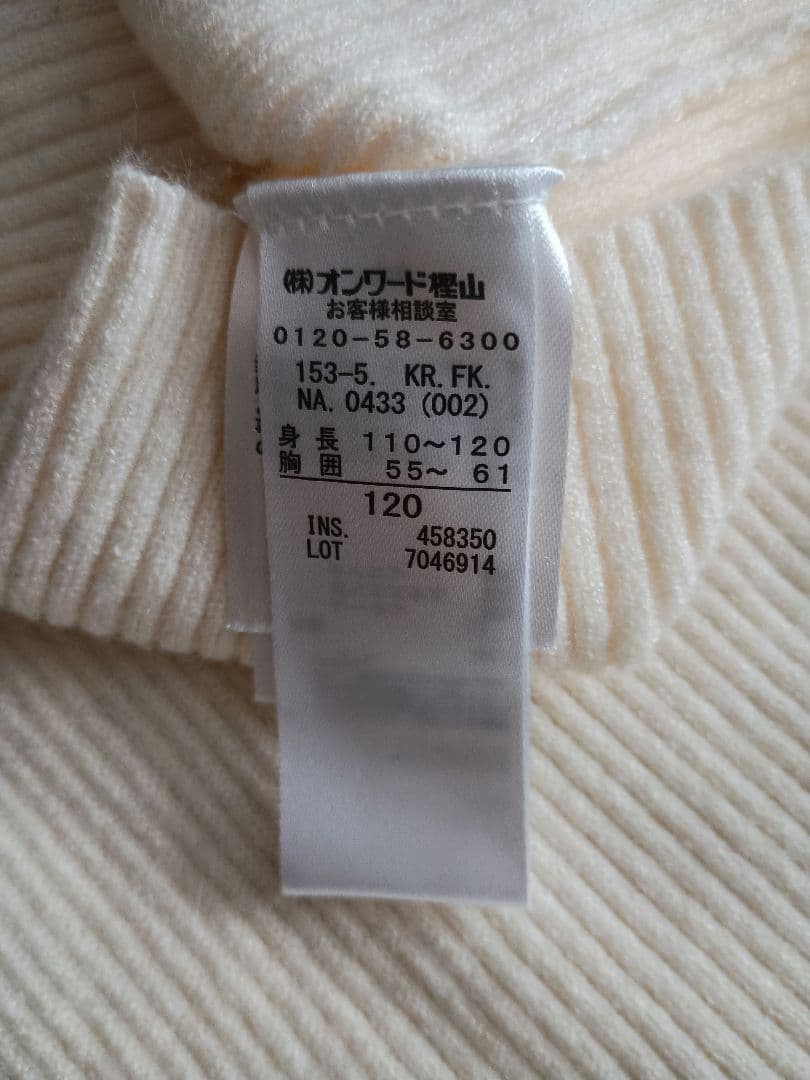 (株)オンワード樫山
お客様相談室
0120-58-6300
153-5. KR.FK.
NA. 0433 (002)
身長 110~120
胸囲 55~ 61
120
INS. 458350
LOT 7046914